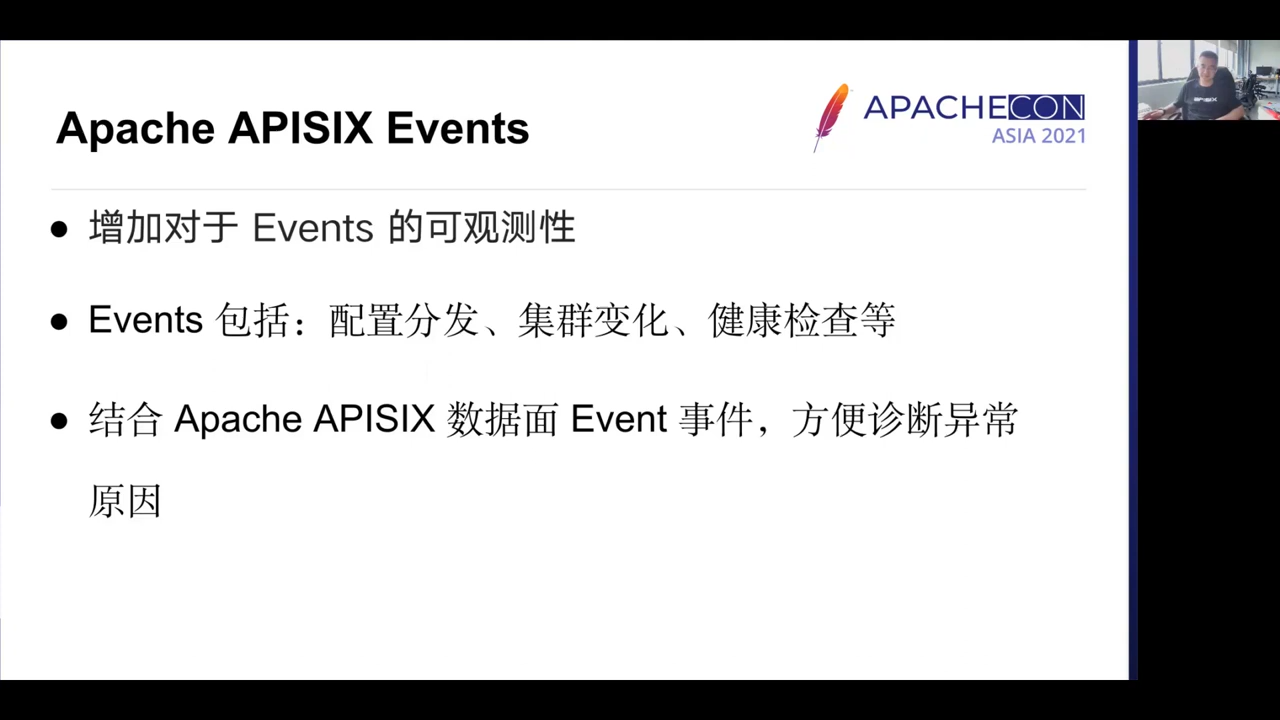 Apache APISIX Events
APACHECON
ASIA 2021
● 增加对于 Events 的可观测性
● Events 包括：配置分发、集群变化、健康检查等
● 结合 Apache APISIX 数据面 Event 事件，方便诊断异常
原因
APISIX